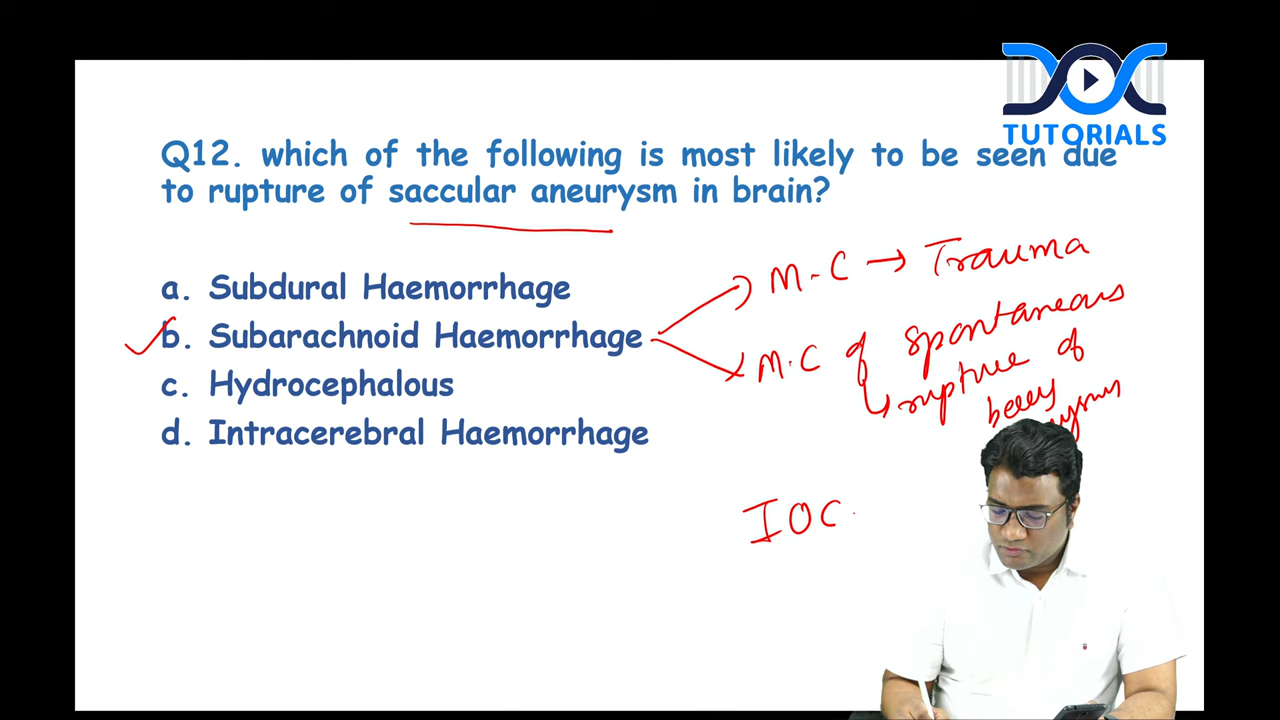 TUTORIALS
Q12. which of the following is most likely to be seen due
to rupture of saccular aneurysm in brain?
a. Subdural Haemorrhage
b. Subarachnoid Haemorrhage
c. Hydrocephalous
d. Intracerebral Haemorrhage
M-C → Trauma
M.C of spontaneous
rupture of
IOC